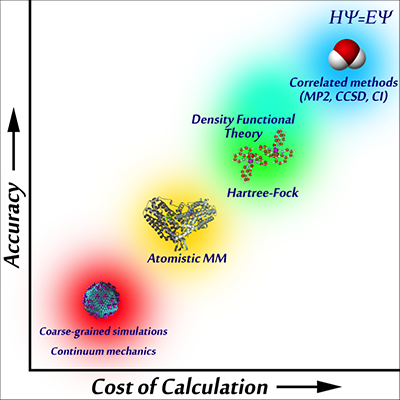 HΨ=EΨ
Correlated methods
(MP2, CCSD, CI)
Density Functional
Theory
Hartree-Fock
Atomistic MM
Coarse-grained simulations
Continuum mechanics
Accuracy
Cost of Calculation